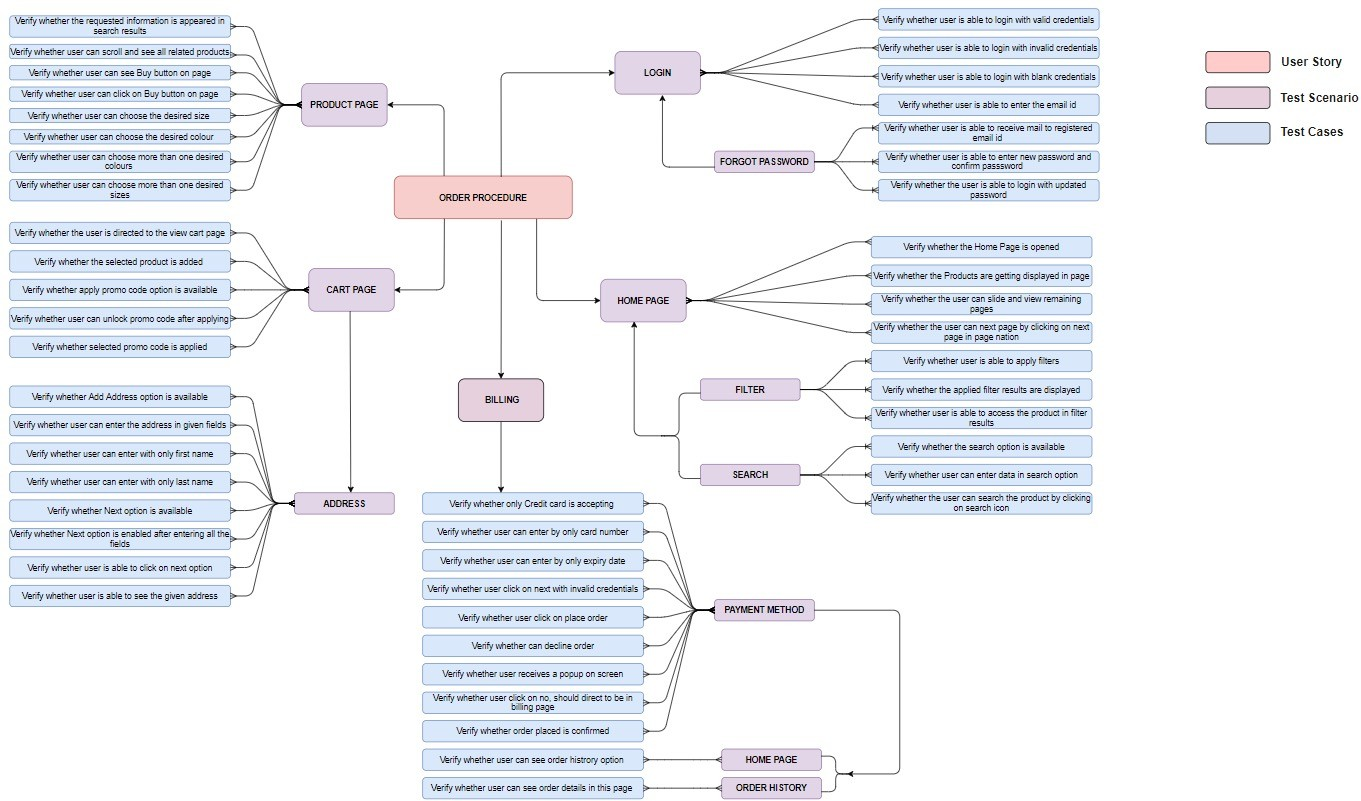 Verify whether the requested information is appeared in
search results
Verify whether user can scroll and see all related products
Verify whether user can see Buy button on page
Verify whether user can click on Buy button on page
Verify whether user can choose the desired size
Verify whether user can choose the desired colour
Verify whether user can choose more than one desired
colours
Verify whether user can choose more than one desired
sizes
PRODUCT PAGE
ORDER PROCEDURE
LOGIN
Verify whether user is able to login with valid credentials
Verify whether user is able to login with invalid credentials
Verify whether user is able to login with blank credentials
Verify whether user is able to enter the email id
FORGOT PASSWORD
Verify whether user is able to receive mail to registered
email id
Verify whether user is able to enter new password and
confirm passsword
Verify whether the user is able to login with updated
password
User Story
Test Scenario
Test Cases
Verify whether the user is directed to the view cart page
Verify whether the selected product is added
Verify whether apply promo code option is available
Verify whether user can unlock promo code after applying
Verify whether selected promo code is applied
CART PAGE
HOME PAGE
Verify whether the Home Page is opened
Verify whether the Products are getting displayed in page
Verify whether the user can slide and view remaining
pages
Verify whether the user can next page by clicking on next
page in page nation
FILTER
Verify whether user is able to apply filters
Verify whether the applied filter results are displayed
Verify whether user is able to access the product in filter
results
SEARCH
Verify whether the search option is available
Verify whether user can enter data in search option
Verify whether the user can search the product by clicking
on search icon
BILLING
Verify whether Add Address option is available
Verify whether user can enter the address in given fields
Verify whether user can enter with only first name
Verify whether user can enter with only last name
Verify whether Next option is available
Verify whether Next option is enabled after entering all the
fields
Verify whether user is able to click on next option
Verify whether user is able to see the given address
ADDRESS
Verify whether only Credit card is accepting
Verify whether user can enter by only card number
Verify whether user can enter by only expiry date
Verify whether user click on next with invalid credentials
Verify whether user click on place order
Verify whether can decline order
Verify whether user receives a popup on screen
Verify whether user click on no, should direct to be in
billing page
Verify whether order placed is confirmed
PAYMENT METHOD
Verify whether user can see order histrory option
HOME PAGE
Verify whether user can see order details in this page
ORDER HISTORY